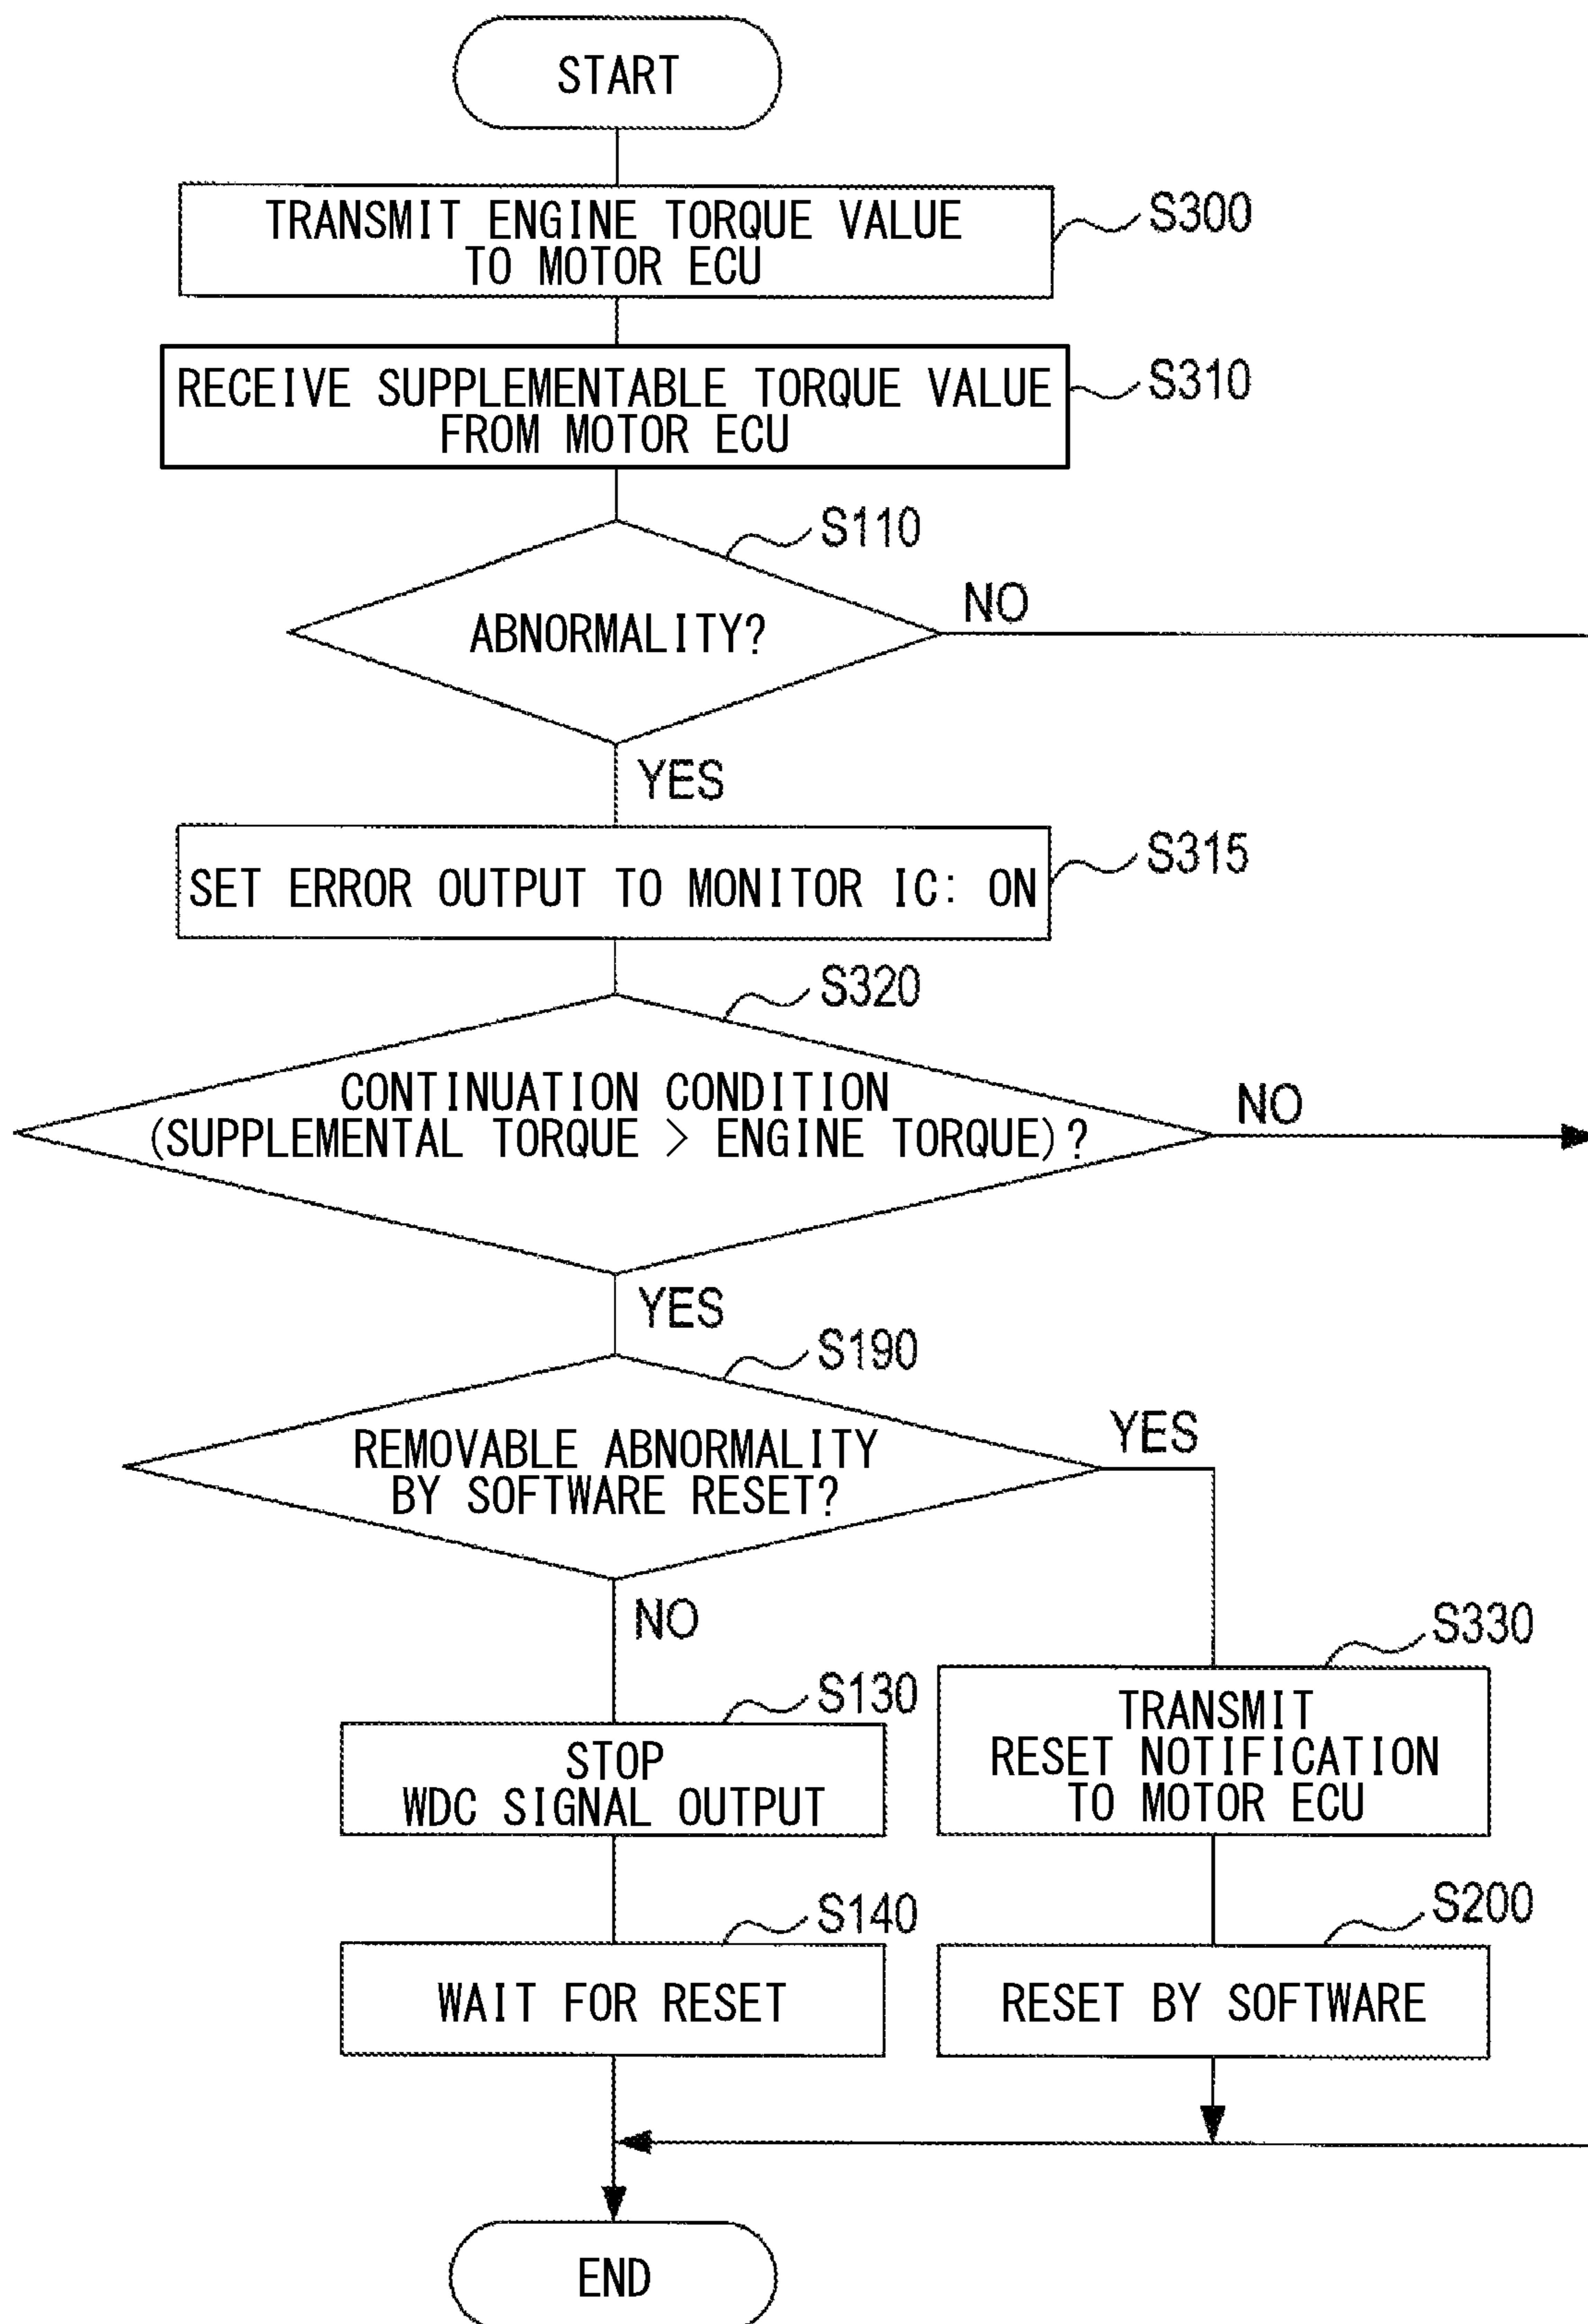 START
TRANSMIT ENGINE TORQUE VALUE
TO MOTOR ECU
S300
RECEIVE SUPPLEMENTABLE TORQUE VALUE
FROM MOTOR ECU
S310
S110
ABNORMALITY?
NO
YES
SET ERROR OUTPUT TO MONITOR IC: ON
S315
S320
CONTINUATION CONDITION
(SUPPLEMENTAL TORQUE > ENGINE TORQUE)?
NO
YES
S190
REMOVABLE ABNORMALITY
BY SOFTWARE RESET?
YES
NO
S130
STOP
WDC SIGNAL OUTPUT
S330
TRANSMIT
RESET NOTIFICATION
TO MOTOR ECU
S140
WAIT FOR RESET
S200
RESET BY SOFTWARE
END